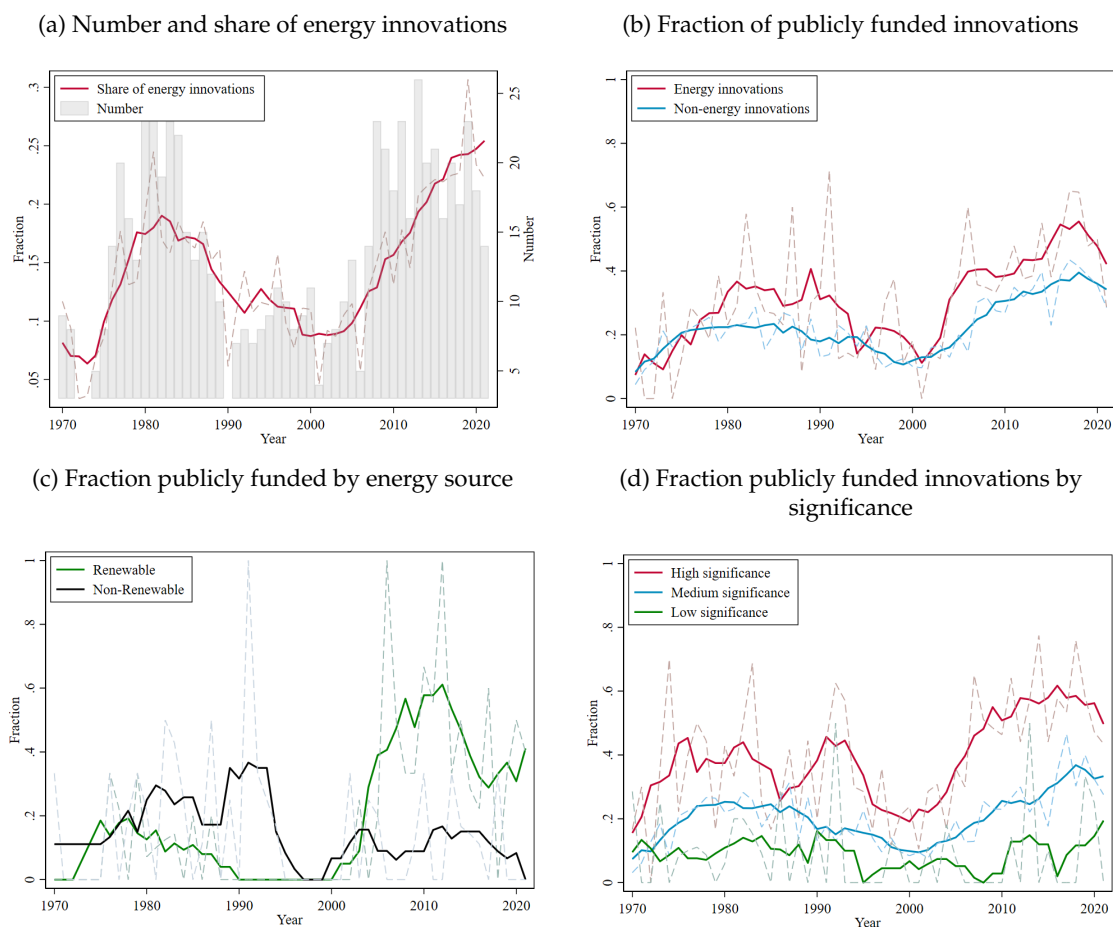 (a) Number and share of energy innovations
Share of energy innovations
Number
.3
.25
.2
.15
.1
.05
Fraction
25
20
15
10
5
Number
1970 1980 1990 2000 2010 2020
Year
(b) Fraction of publicly funded innovations
Energy innovations
Non-energy innovations
1
.8
.6
.4
.2
0
Fraction
1970 1980 1990 2000 2010 2020
Year
(c) Fraction publicly funded by energy source
Renewable
Non-Renewable
1
.8
.6
.4
.2
0
Fraction
1970 1980 1990 2000 2010 2020
Year
(d) Fraction publicly funded innovations by
significance
High significance
Medium significance
Low significance
1
.8
.6
.4
.2
0
Fraction
1970 1980 1990 2000 2010 2020
Year